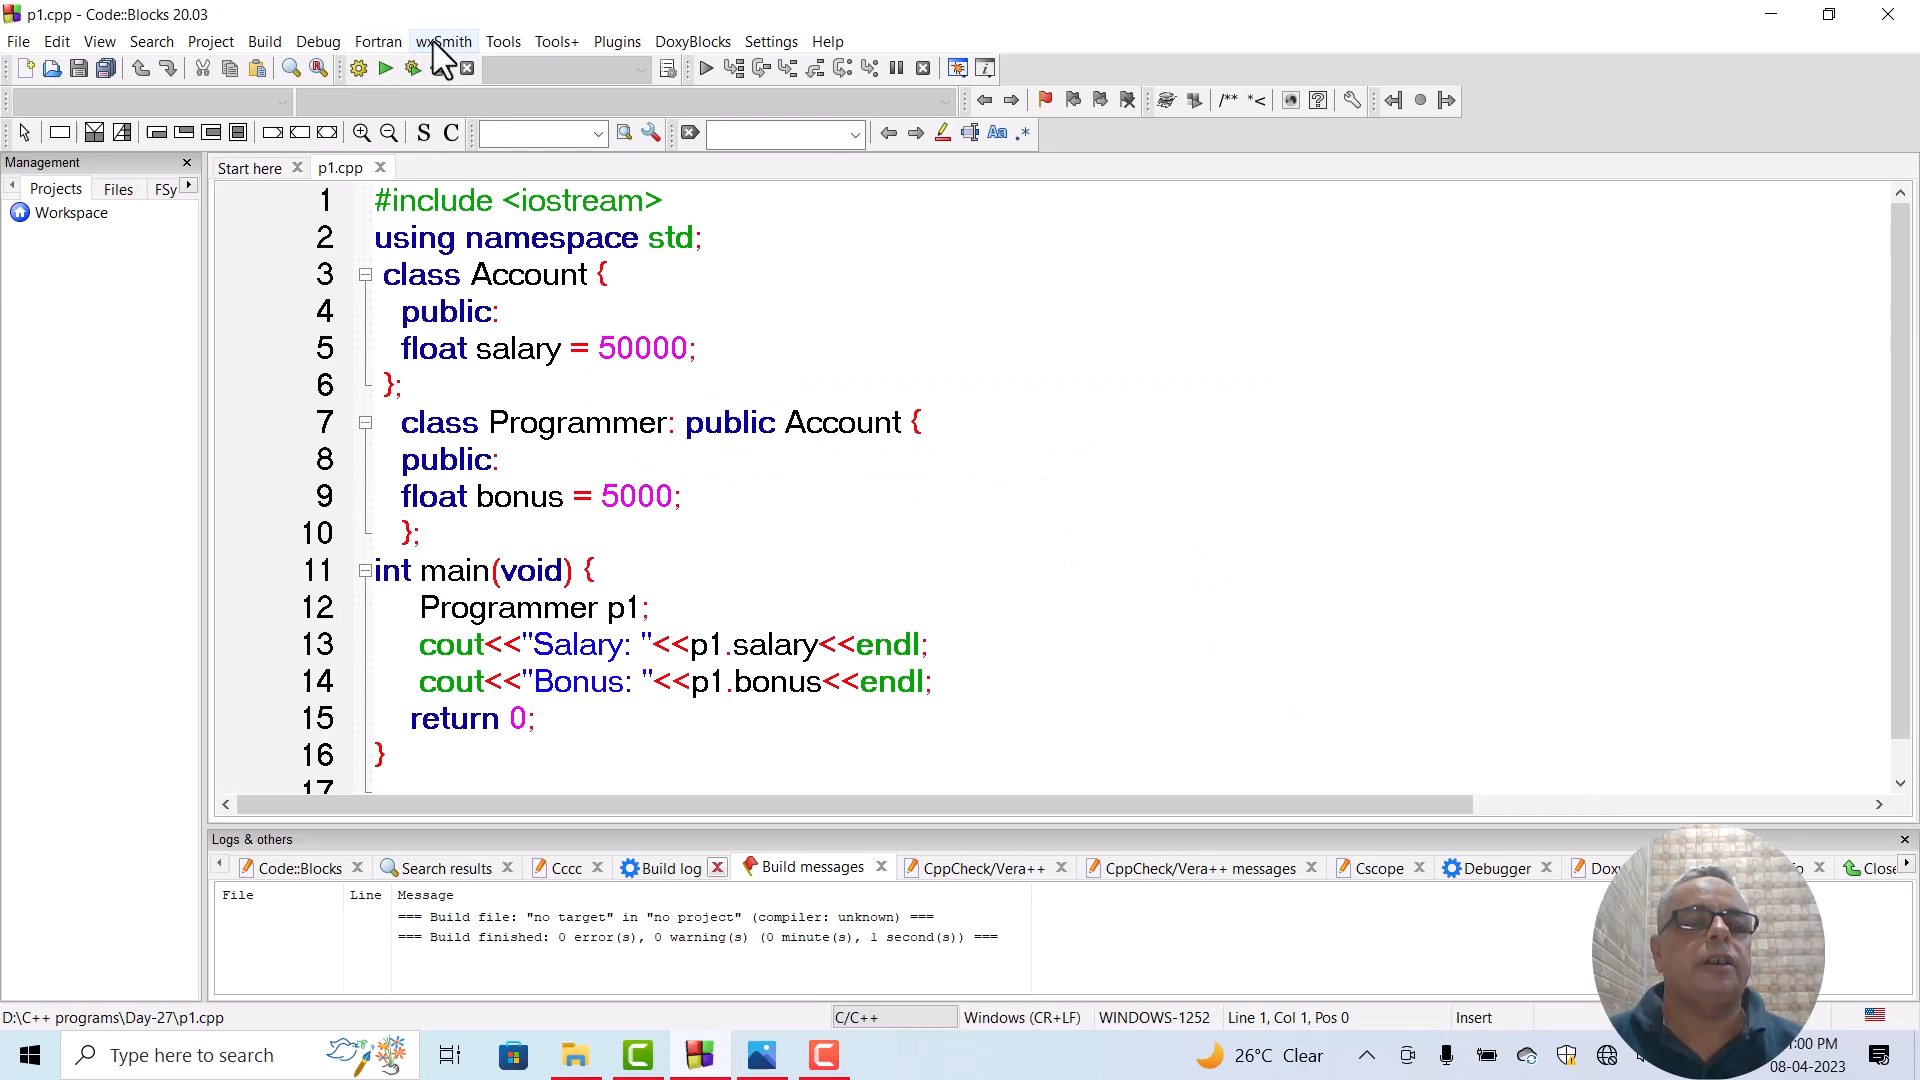 p1.cpp - Code::Blocks 20.03
File Edit View Search Project Build Debug Fortran wxSmith Tools Tools+ Plugins DoxyBlocks Settings Help
/** *<
S C
Aa .*
Management
Projects Files FSy
Workspace
Start here p1.cpp
1 #include <iostream>
2 using namespace std;
3 class Account {
4 public:
5 float salary = 50000;
6 };
7 class Programmer: public Account {
8 public:
9 float bonus = 5000;
10 };
11 int main(void) {
12 Programmer p1;
13 cout<<"Salary: "<<p1.salary<<endl;
14 cout<<"Bonus: "<<p1.bonus<<endl;
15 return 0;
16 }
17
Logs & others
Code::Blocks Search results Cccc Build log Build messages CppCheck/Vera++ CppCheck/Vera++ messages Cscope Debugger Dox Close
File Line Message
=== Build file: "no target" in "no project" (compiler: unknown) ===
=== Build finished: 0 error(s), 0 warning(s) (0 minute(s), 1 second(s)) ===
D:\C++ programs\Day-27\p1.cpp C/C++ Windows (CR+LF) WINDOWS-1252 Line 1, Col 1, Pos 0 Insert
Type here to search 26°C Clear :00 PM
08-04-2023